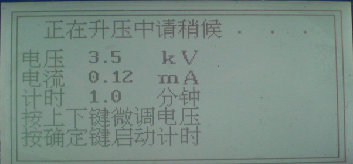 正在升压中请稍候 . . .
电压 3.5 kV
电流 0.12 mA
计时 1.0 分钟
按上下键微调电压
按确定键启动计时